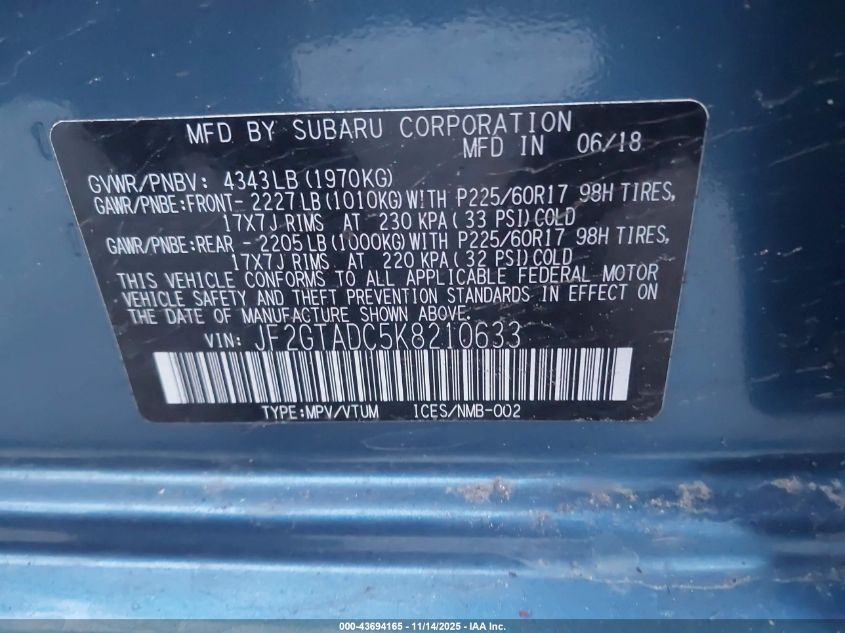 MFD BY SUBARU CORPORATION
MFD IN 06/18
GVWR/PNBV: 4343LB(1970KG)
GAWR/PNBE:FRONT- 2227LB(1010KG)WITH P225/60R17 98H TIRES,
17X7J RIMS AT 230 KPA(33 PSI)COLD
GAWR/PNBE:REAR - 2205LB(1000KG)WITH P225/60R17 98H TIRES,
17X7J RIMS AT 220 KPA(32 PSI)COLD
THIS VEHICLE CONFORMS TO ALL APPLICABLE FEDERAL MOTOR
VEHICLE SAFETY AND THEFT PREVENTION STANDARDS IN EFFECT ON
THE DATE OF MANUFACTURE SHOWN ABOVE.
VIN: JF2GTADC5K8210633
TYPE:MPV/VTUM ICES/NMB-002
000-43694165 - 11/14/2025 - IAA Inc.